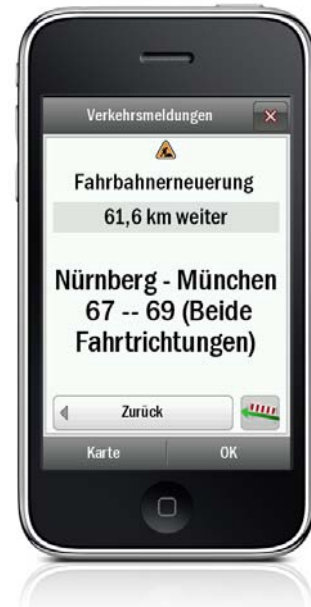 Verkehrsmeldungen
Fahrbahnerneuerung
61,6 km weiter
Nürnberg - München
67 -- 69 (Beide
Fahrtrichtungen)
Zurück
Karte OK